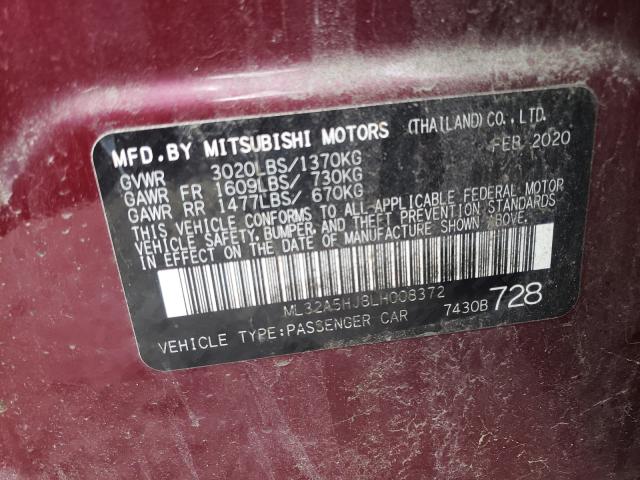 MFD.BY MITSUBISHI MOTORS (THAILAND)CO.,LTD.
FEB 2020
GVWR 3020LBS/1370KG
GAWR FR 1609LBS/ 730KG
GAWR RR 1477LBS/ 670KG
THIS VEHICLE CONFORMS TO ALL APPLICABLE FEDERAL MOTOR
VEHICLE SAFETY,BUMPER,AND THEFT PREVENTION STANDARDS
IN EFFECT ON THE DATE OF MANUFACTURE SHOWN ABOVE.
ML32A5HJ8LH008372
VEHICLE TYPE:PASSENGER CAR 7430B 728